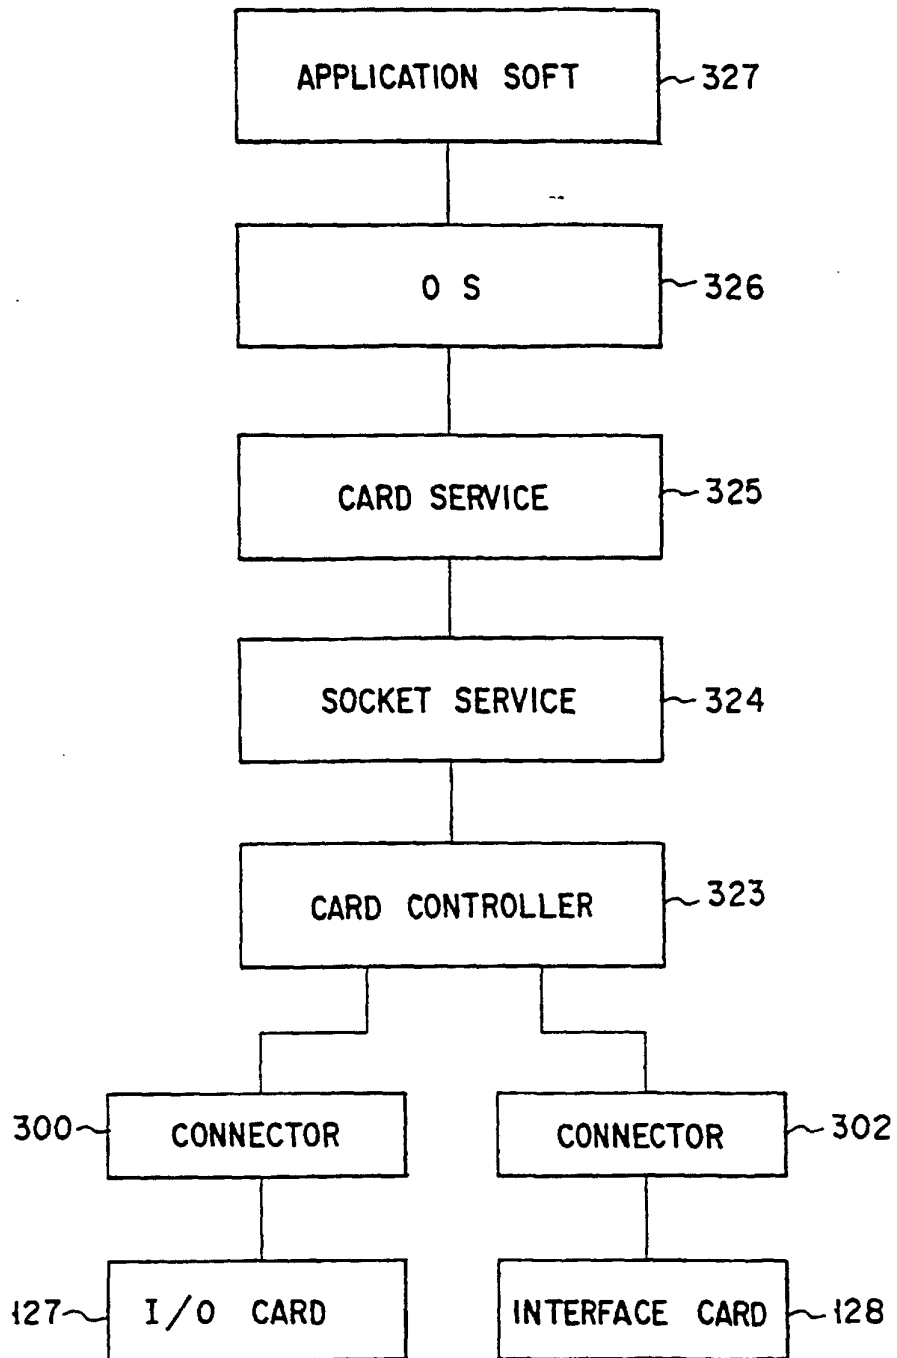 APPLICATION SOFT 327
O S 326
CARD SERVICE 325
SOCKET SERVICE 324
CARD CONTROLLER 323
300 CONNECTOR CONNECTOR 302
127 I/O CARD INTERFACE CARD 128